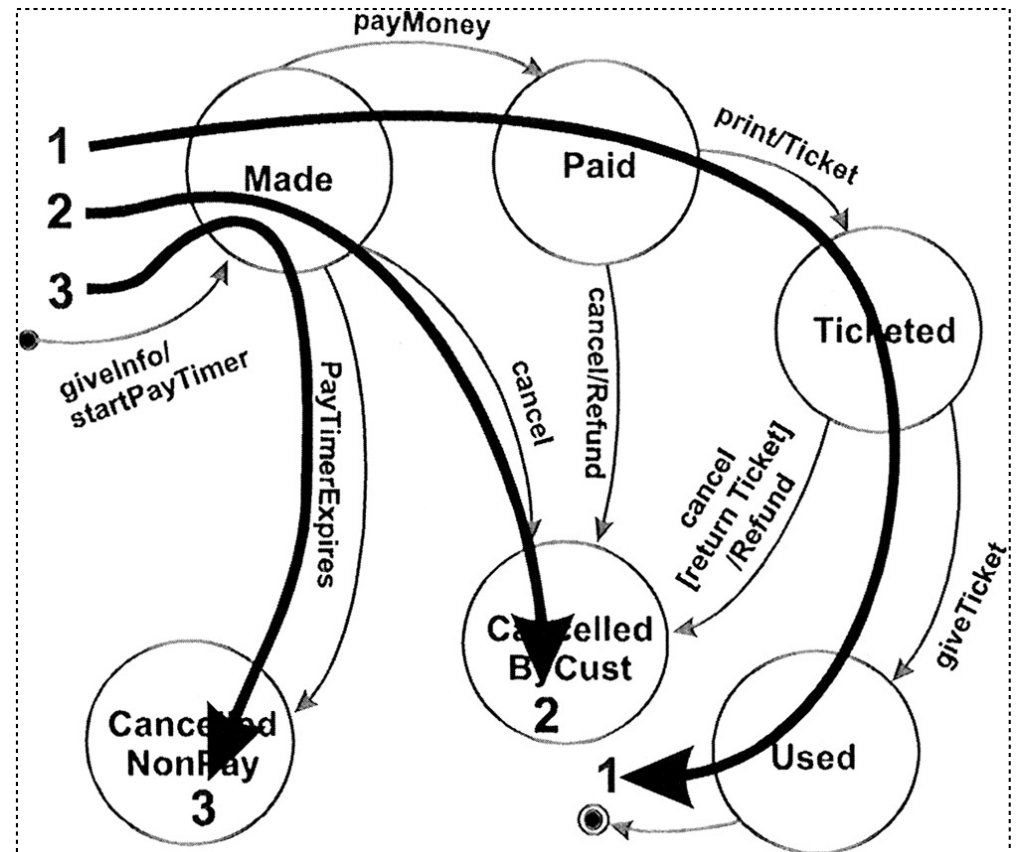 payMoney
1
Made
Paid
print/Ticket
2
3
giveInfo/
startPayTimer
PayTimerExpires
cancel
cancel/Refund
Ticketed
cancel
[return Ticket]
/Refund
giveTicket
Cancelled
ByCust
2
Cancelled
NonPay
3
1
Used